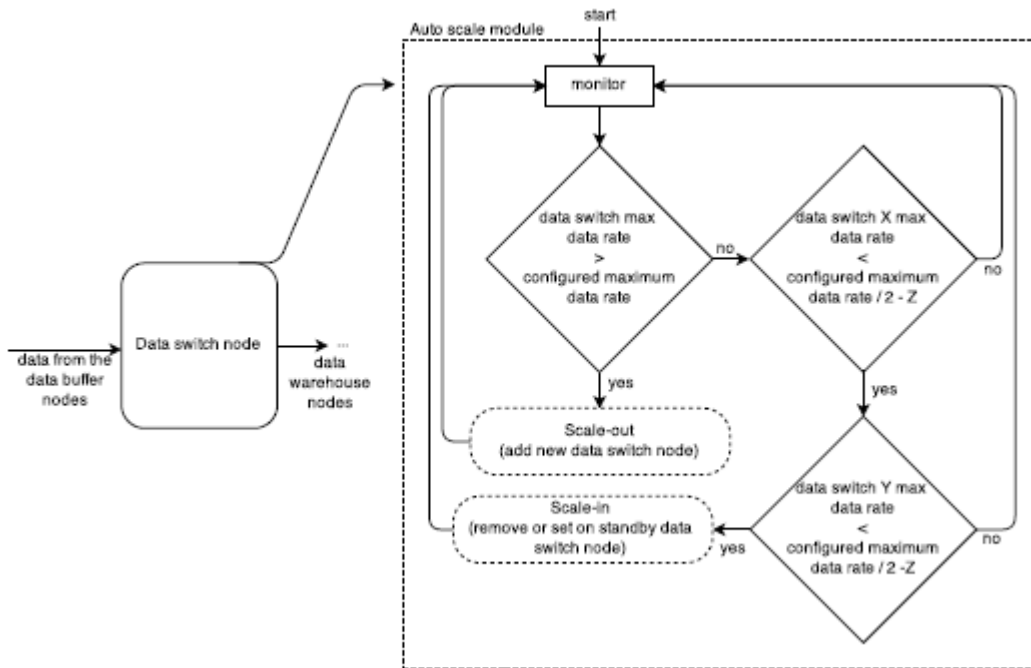 start
Auto scale module
monitor
data switch max
data rate
>
configured maximum
data rate
no
data switch X max
data rate
<
configured maximum
data rate / 2 - Z
no
Data switch node
data from the
data buffer
nodes
...
data
warehouse
nodes
yes
yes
Scale-out
(add new data switch node)
data switch Y max
data rate
<
configured maximum
data rate / 2 -Z
no
yes
Scale-in
(remove or set on standby data
switch node)